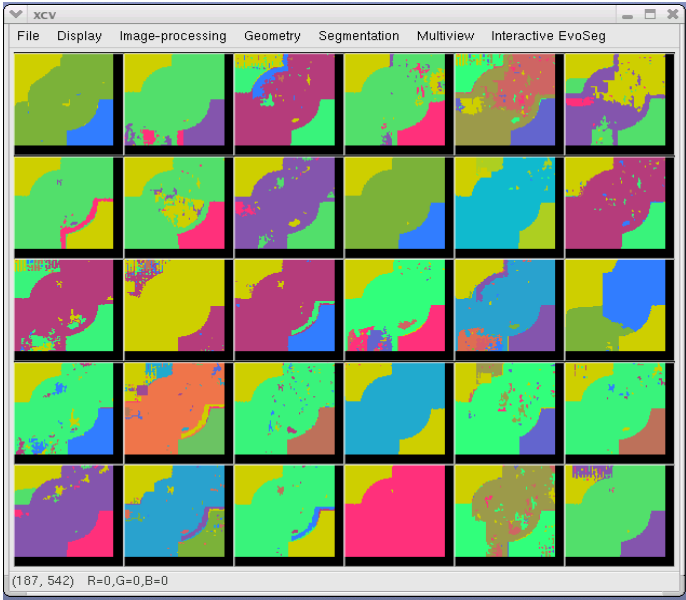 xcv
File Display Image-processing Geometry Segmentation Multiview Interactive EvoSeg
(187, 542) R=0,G=0,B=0